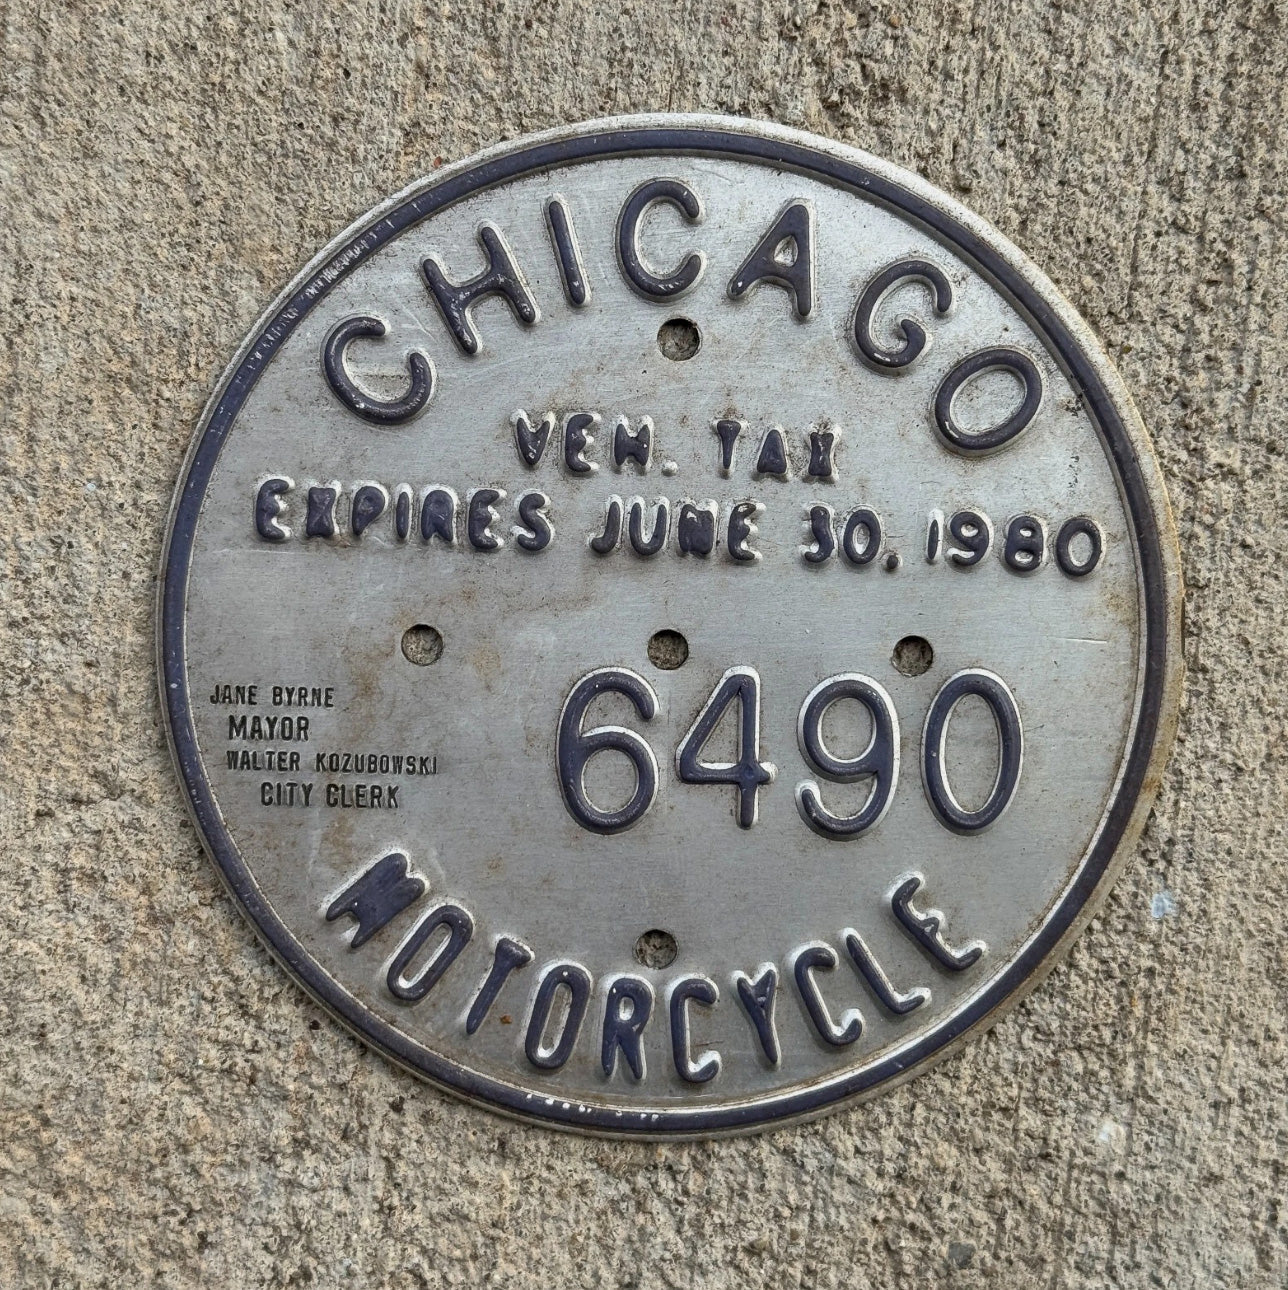 CHICAGO
VEH. TAX
EXPIRES JUNE 30, 1980
6490
JANE BYRNE
MAYOR
WALTER KOZUBOWSKI
CITY CLERK
MOTORCYCLE